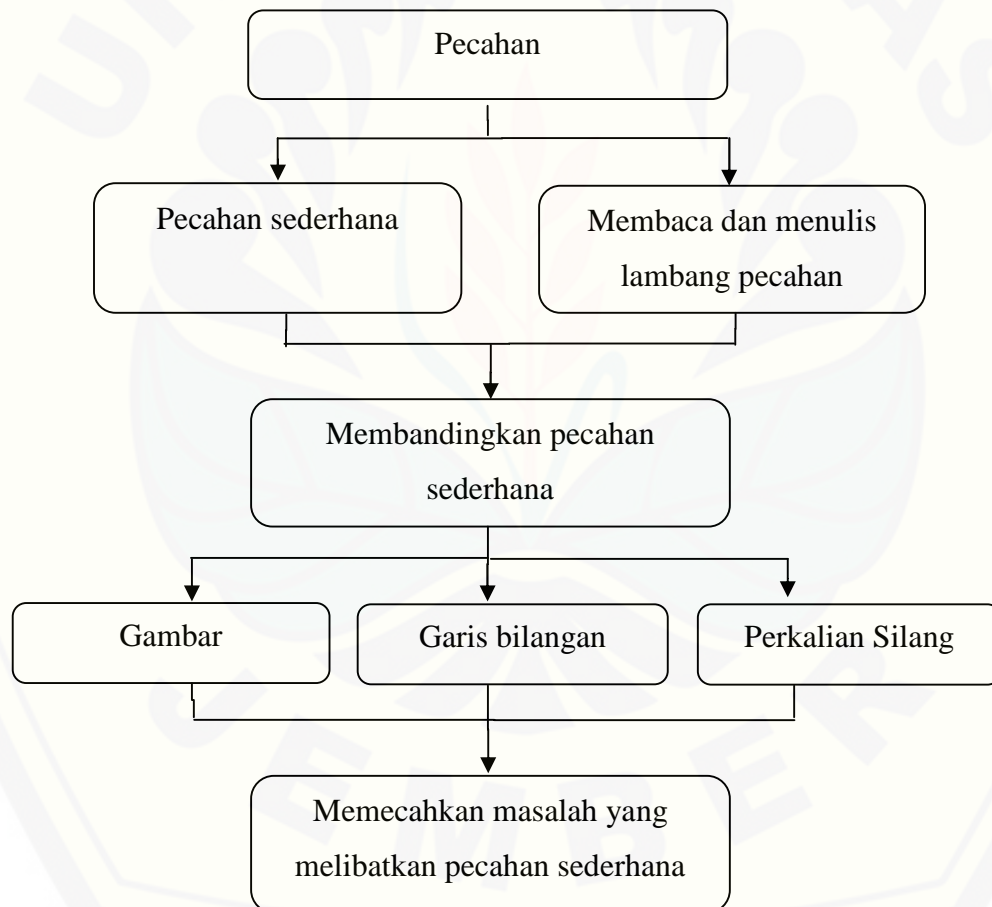 Pecahan
Pecahan sederhana
Membaca dan menulis
lambang pecahan
Membandingkan pecahan
sederhana
Gambar
Garis bilangan
Perkalian Silang
Memecahkan masalah yang
melibatkan pecahan sederhana
JEMBER